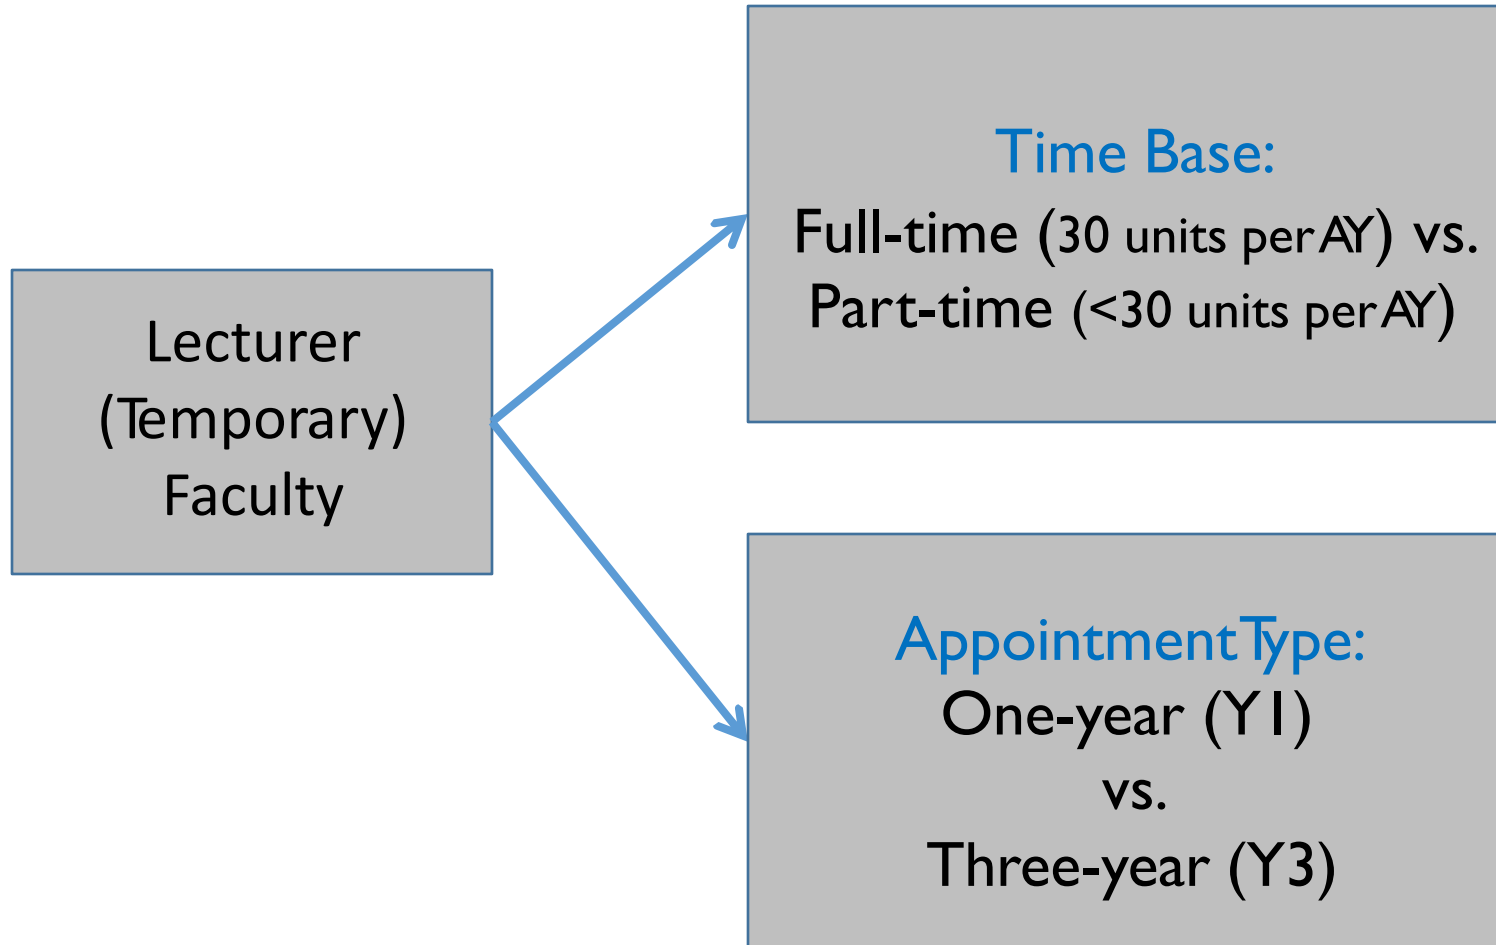 Lecturer
(Temporary)
Faculty
Time Base:
Full-time (30 units per AY) vs.
Part-time (<30 units per AY)
Appointment Type:
One-year (Y1)
vs.
Three-year (Y3)